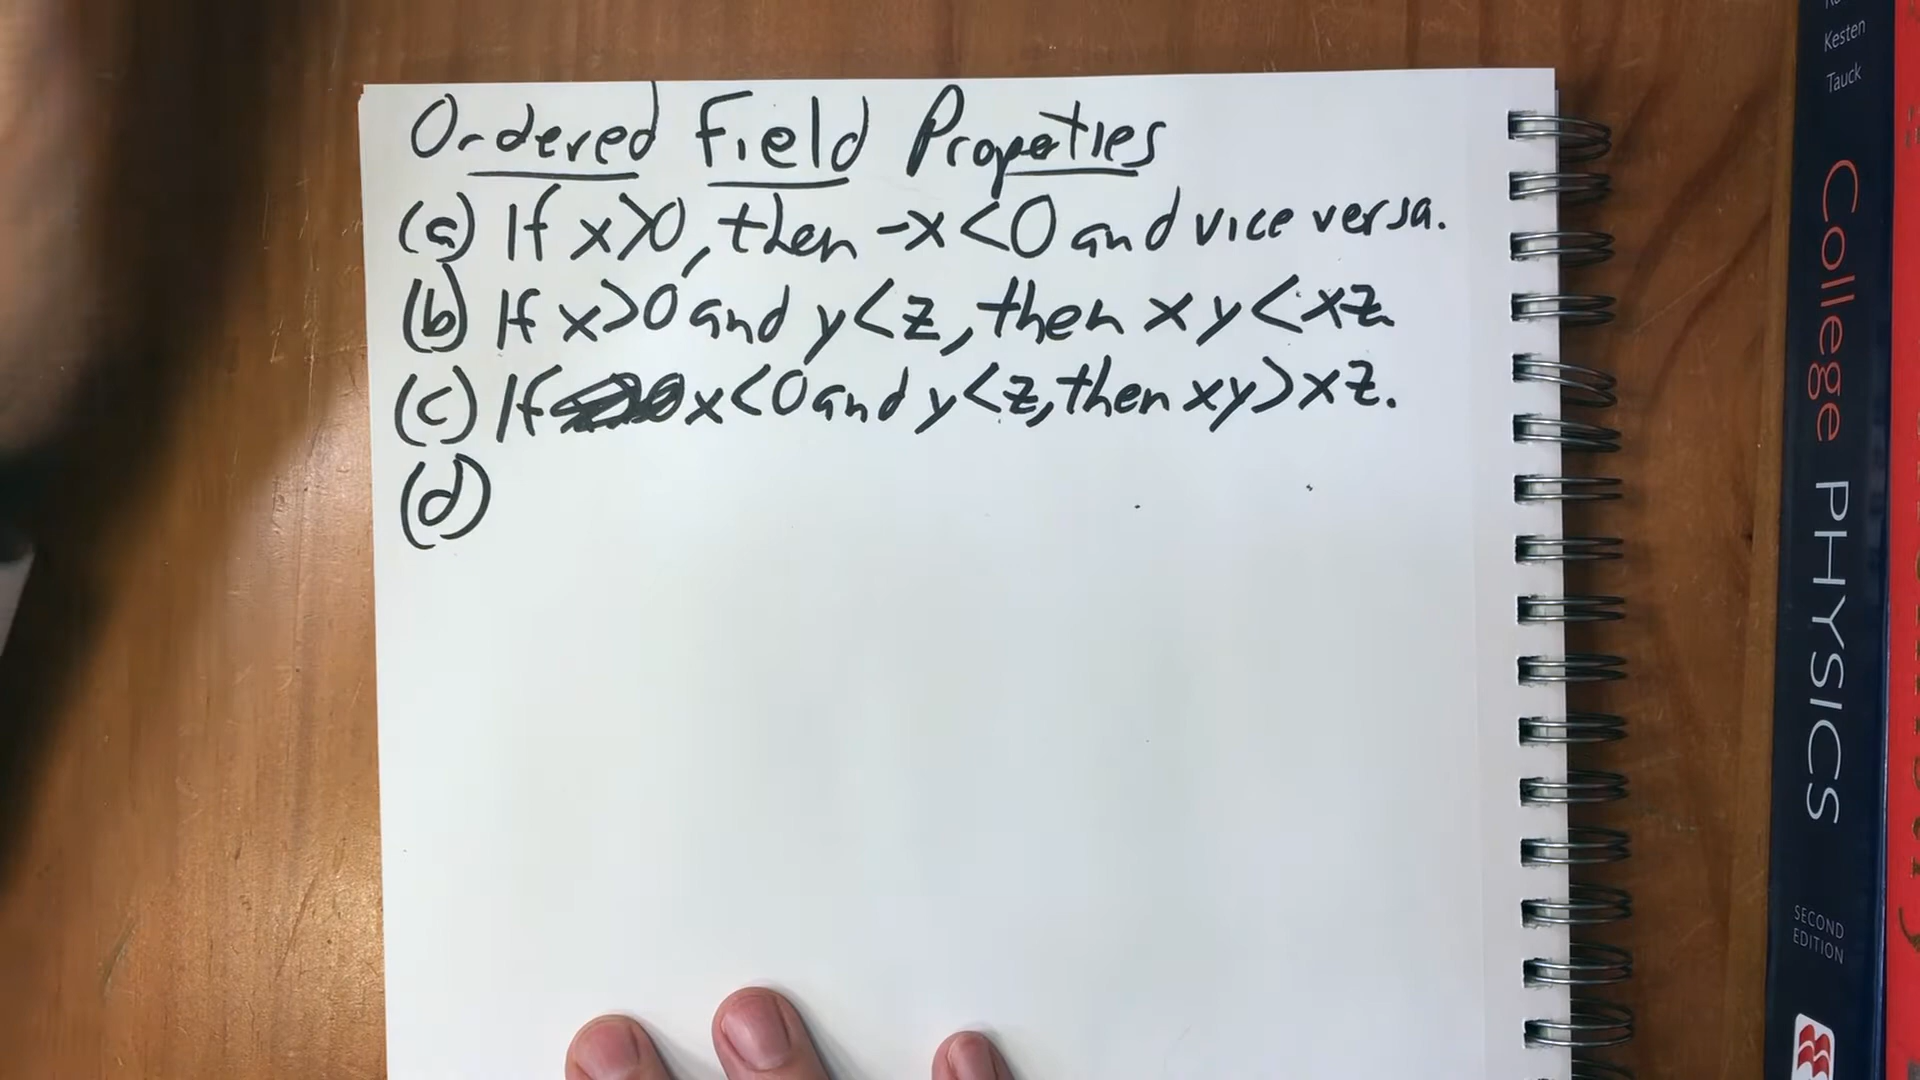 Ordered Field Properties
(a) If x>0, then -x<0 and vice versa.
(b) If x>0 and y<z, then xy<xz.
(c) If x<0 and y<z, then xy>xz.
(d)
Kesten
Tauck
College PHYSICS
SECOND
EDITION